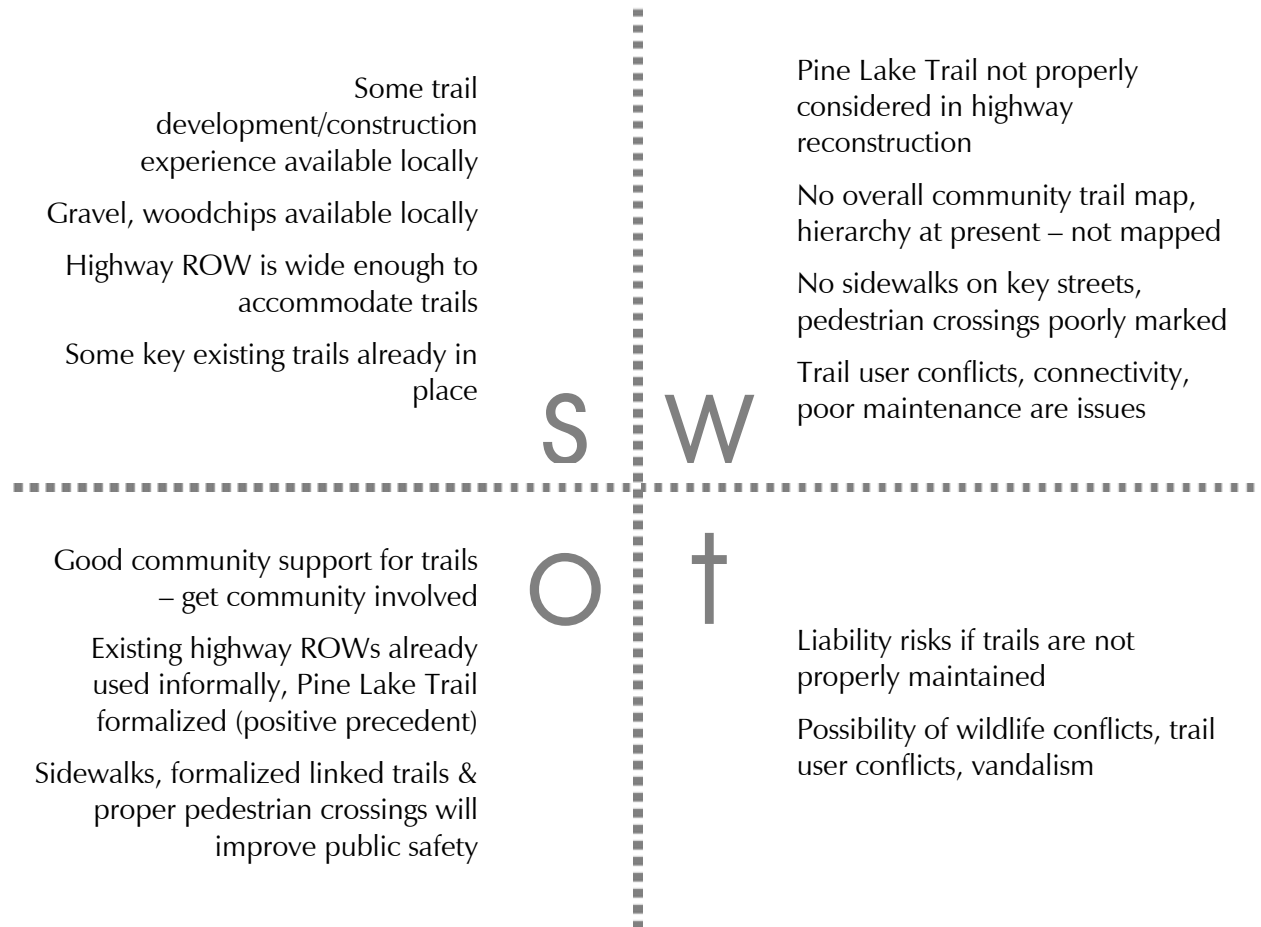 Some trail
development/construction
experience available locally
Gravel, woodchips available locally
Highway ROW is wide enough to
accommodate trails
Some key existing trails already in
place
s
w
Pine Lake Trail not properly
considered in highway
reconstruction
No overall community trail map,
hierarchy at present – not mapped
No sidewalks on key streets,
pedestrian crossings poorly marked
Trail user conflicts, connectivity,
poor maintenance are issues
o
t
Good community support for trails
– get community involved
Existing highway ROWs already
used informally, Pine Lake Trail
formalized (positive precedent)
Sidewalks, formalized linked trails &
proper pedestrian crossings will
improve public safety
Liability risks if trails are not
properly maintained
Possibility of wildlife conflicts, trail
user conflicts, vandalism